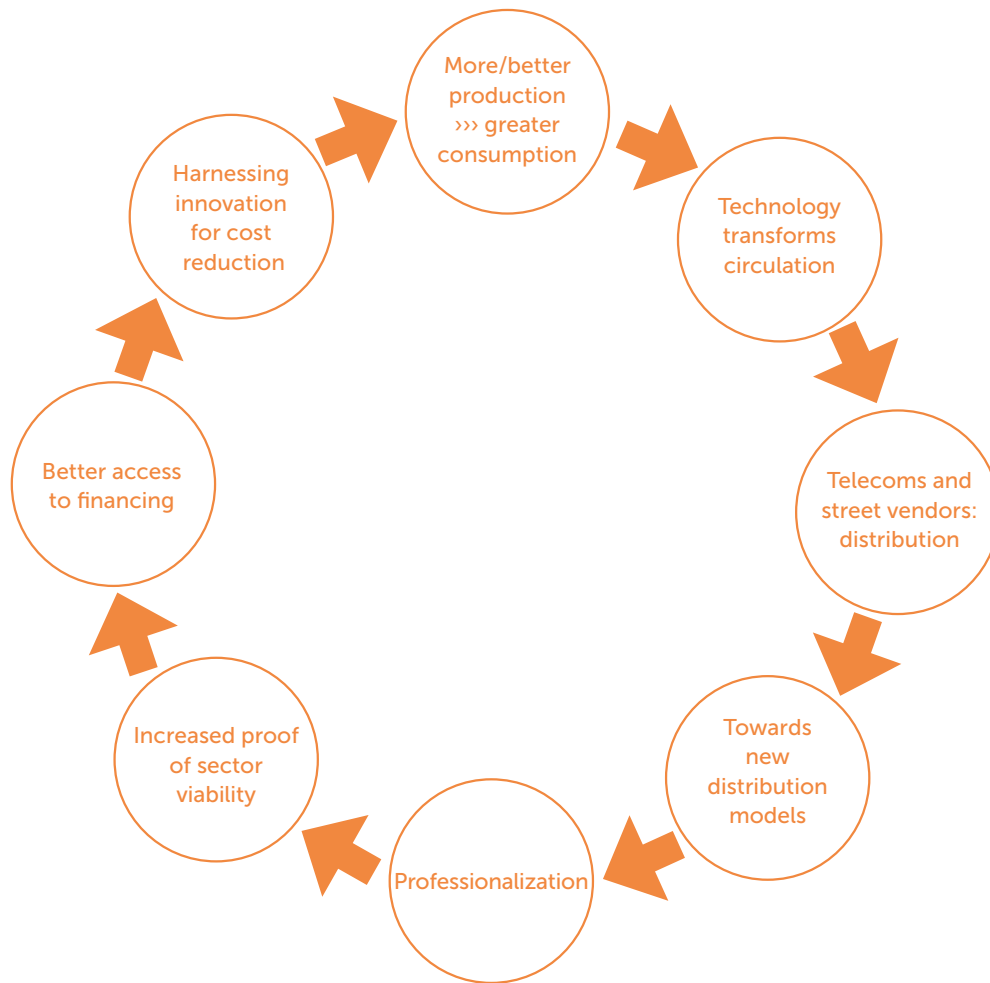 More/better
production
››› greater
consumption
Technology
transforms
circulation
Telecoms and
street vendors:
distribution
Towards
new
distribution
models
Professionalization
Increased proof
of sector
viability
Better access
to financing
Harnessing
innovation
for cost
reduction